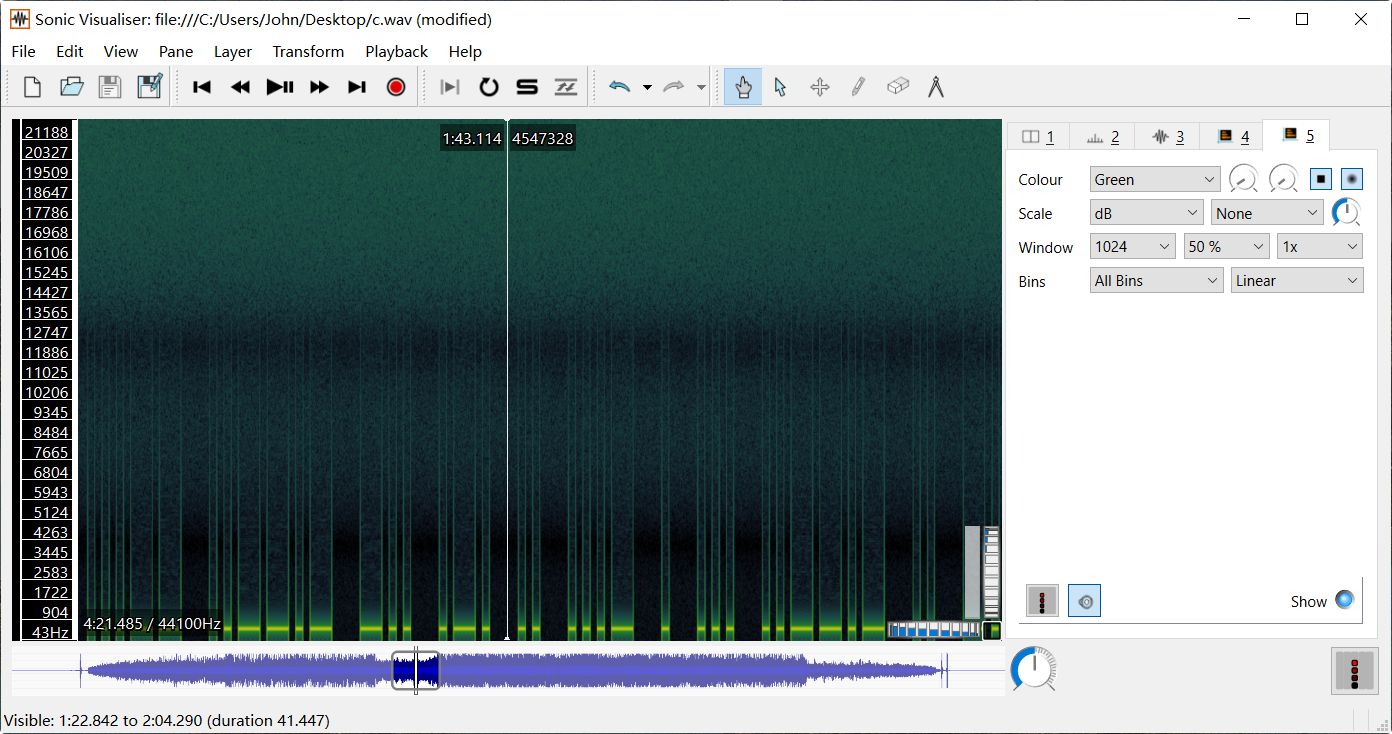 Sonic Visualiser: file:///C:/Users/John/Desktop/c.wav (modified)
File Edit View Pane Layer Transform Playback Help
21188
20327
19509
18647
17786
16968
16106
15245
14427
13565
12747
11886
11025
10206
9345
8484
7665
6804
5943
5124
4263
3445
2583
1722
904
43Hz
1:43.114 4547328
4:21.485 / 44100Hz
1 2 3 4 5
Colour Green
Scale dB None
Window 1024 50 % 1x
Bins All Bins Linear
Show
Visible: 1:22.842 to 2:04.290 (duration 41.447)